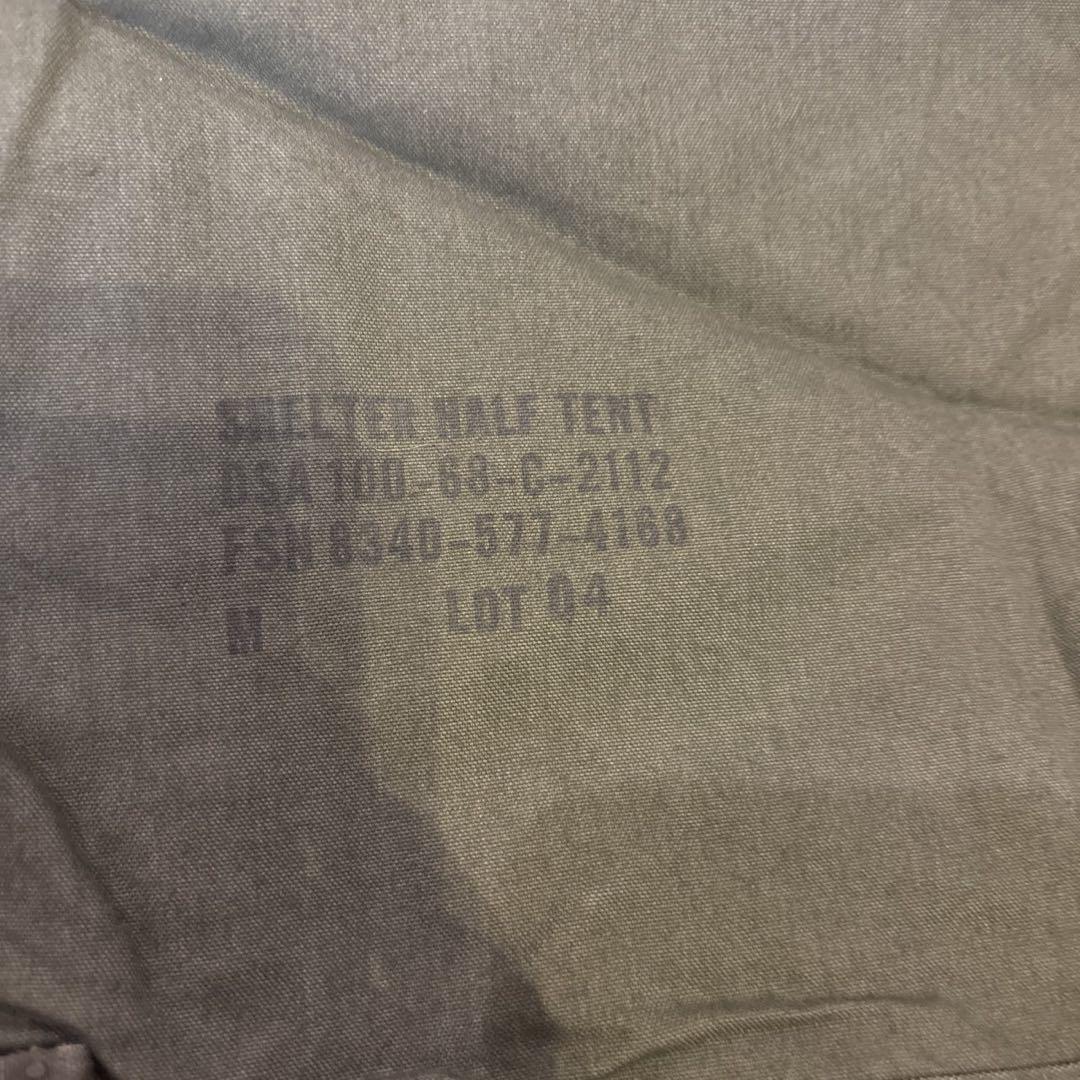 SHELTER HALF TENT
DSA 100-68-C-2112
FSN 8340-577-4168
M LOT 04